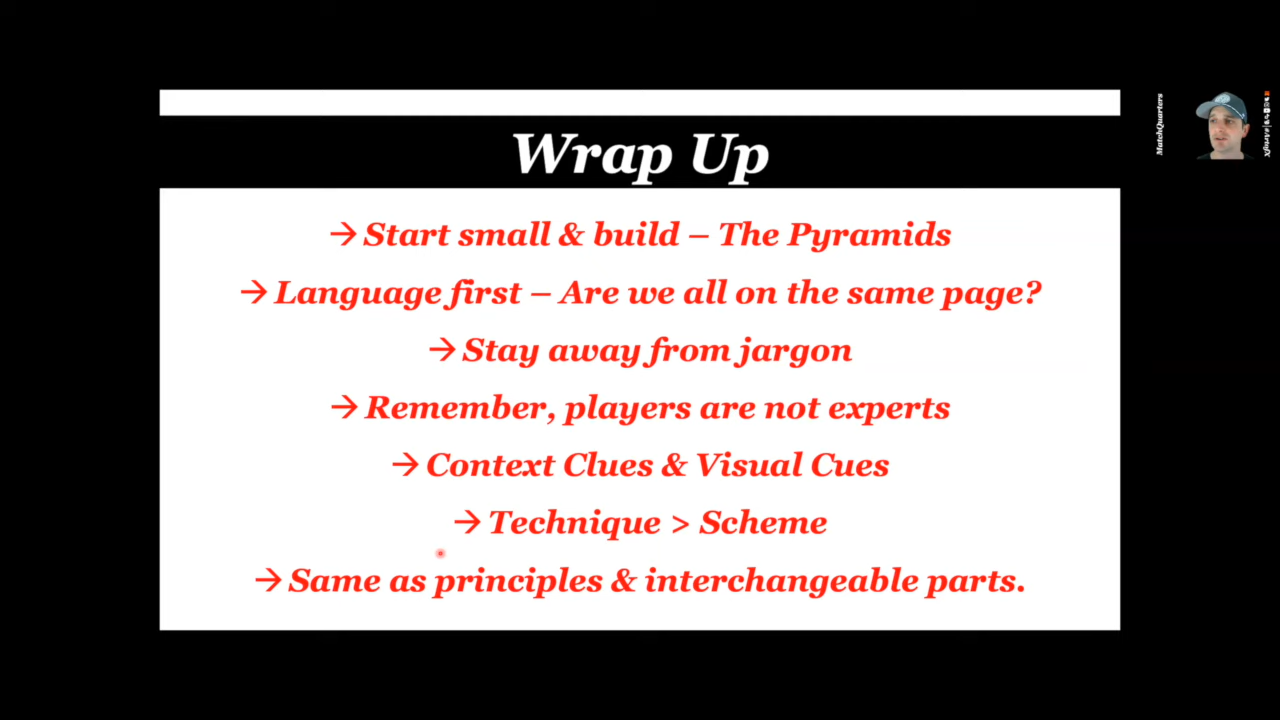 Wrap Up
→ Start small & build – The Pyramids
→ Language first – Are we all on the same page?
→ Stay away from jargon
→ Remember, players are not experts
→ Context Clues & Visual Cues
→ Technique > Scheme
→ Same as principles & interchangeable parts.
MatchQuarters